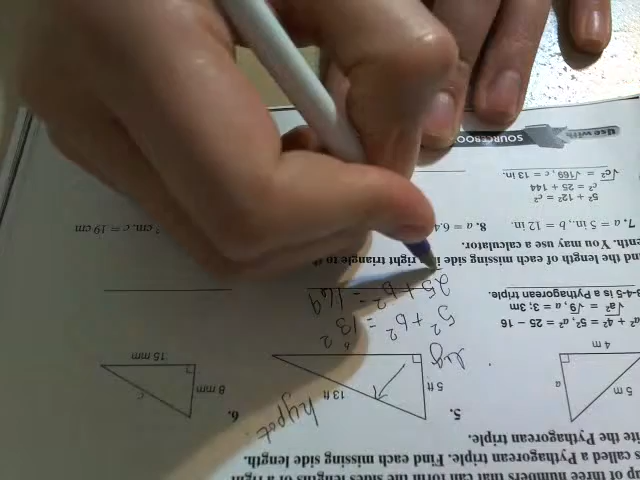 up of three numbers that can form the sides lengths of a right
is called a Pythagorean triple. Find each missing side length.
ite the Pythagorean triple.
5 m
a
4 m
a² + 4² = 5², a² = 25 − 16
√a² = √9, a = 3; 3m
3-4-5 is a Pythagorean triple.
5.
5 ft
13 ft
b
leg
hypot.
5² + b² = 13²
25 + b² = 169
6.
8 mm
15 mm
c
nd the length of each missing side in a right triangle to th
enth. You may use a calculator.
7. a = 5 in., b = 12 in.
8. a = 6.4
cm, c = 19 cm
5² + 12² = c²
c² = 25 + 144
√c² = √169, c = 13 in.
Use with
SOURCEBOO